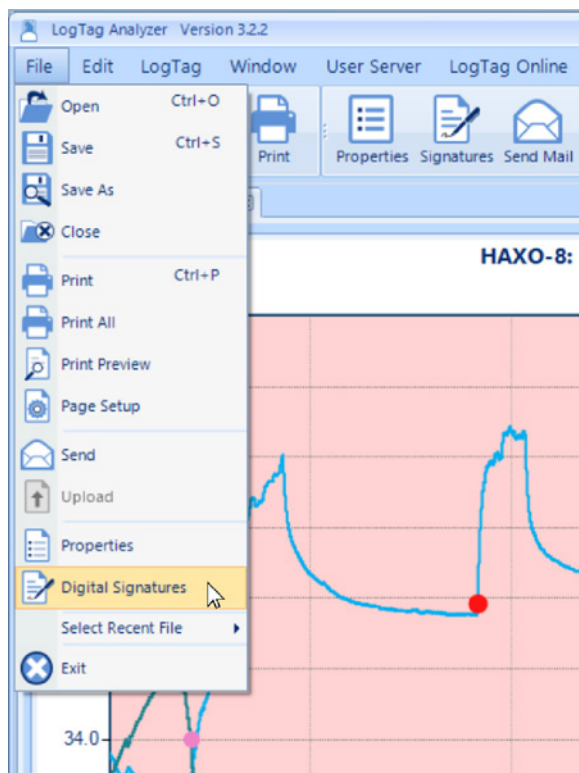 LogTag Analyzer Version 3.2.2
File Edit LogTag Window User Server LogTag Online
Open Ctrl+O
Save Ctrl+S
Save As
Close
Print Ctrl+P
Print All
Print Preview
Page Setup
Send
Upload
Properties
Digital Signatures
Select Recent File
Exit
Print Properties Signatures Send Mail
HAXO-8:
34.0